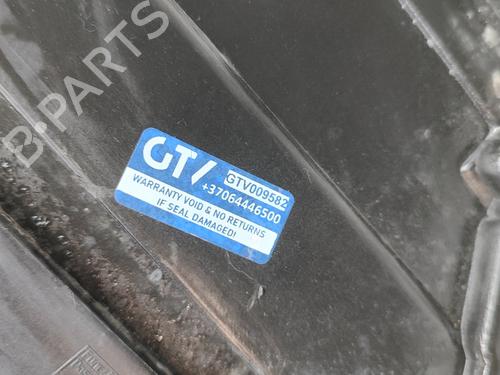 B-PARTS
GTV
GTV009582
+37064446500
WARRANTY VOID & NO RETURNS
IF SEAL DAMAGED!